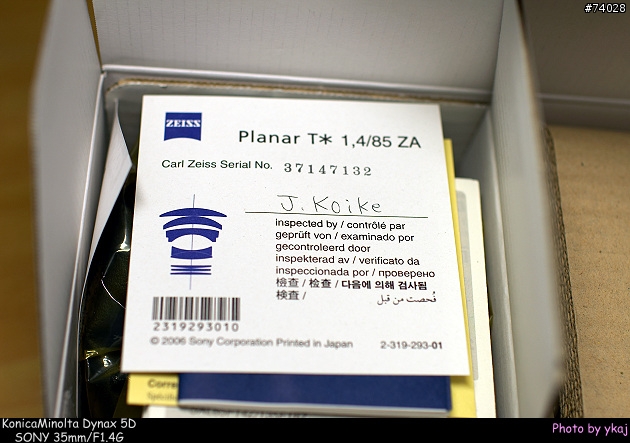 #74028
ZEISS
Planar T* 1,4/85 ZA
Carl Zeiss Serial No. 37147132
J. Koike
inspected by / contrôlé par
geprüft von / examinado por
gecontroleerd door
inspekterad av / verificato da
inspeccionada por / проверено
檢查 / 检查 / 다음에 의해 검사됨
検査 / فُحصت من قبل
2319293010
© 2006 Sony Corporation Printed in Japan 2-319-293-01
KonicaMinolta Dynax 5D
SONY 35mm/F1.4G
Photo by ykaj